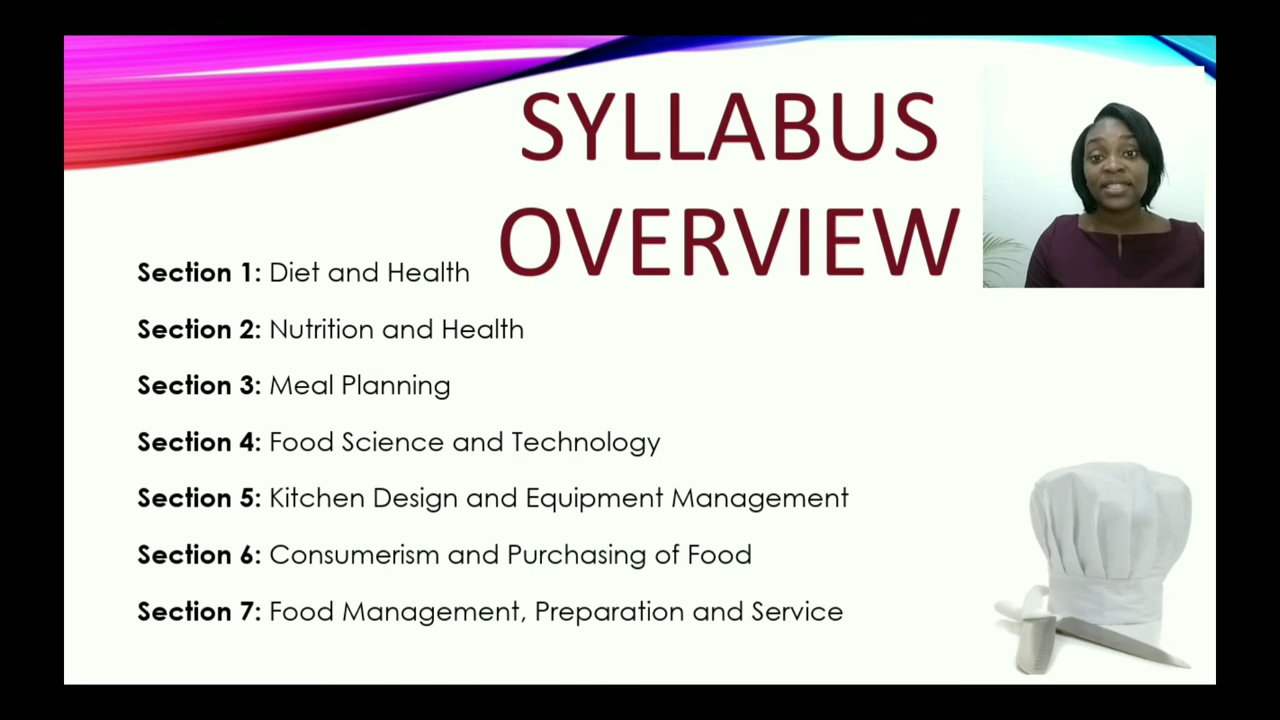 SYLLABUS
OVERVIEW
Section 1: Diet and Health
Section 2: Nutrition and Health
Section 3: Meal Planning
Section 4: Food Science and Technology
Section 5: Kitchen Design and Equipment Management
Section 6: Consumerism and Purchasing of Food
Section 7: Food Management, Preparation and Service